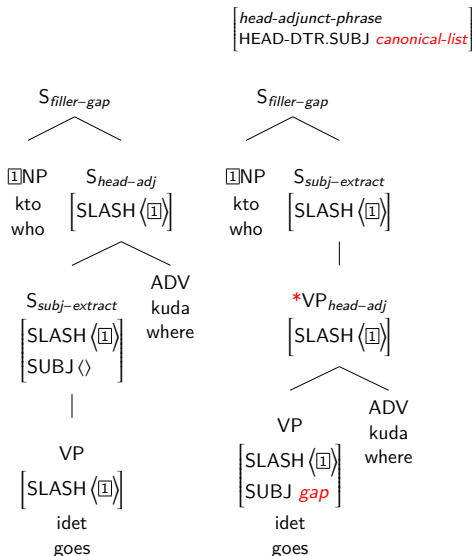 head-adjunct-phrase
HEAD-DTR.SUBJ canonical-list
S filler–gap
1 NP
kto
who
S head–adj
[SLASH ⟨1⟩]
S subj–extract
[SLASH ⟨1⟩
SUBJ ⟨⟩]
ADV
kuda
where
VP
[SLASH ⟨1⟩]
idet
goes
S filler–gap
1 NP
kto
who
S subj–extract
[SLASH ⟨1⟩]
*VP head–adj
[SLASH ⟨1⟩]
VP
[SLASH ⟨1⟩
SUBJ gap]
idet
goes
ADV
kuda
where